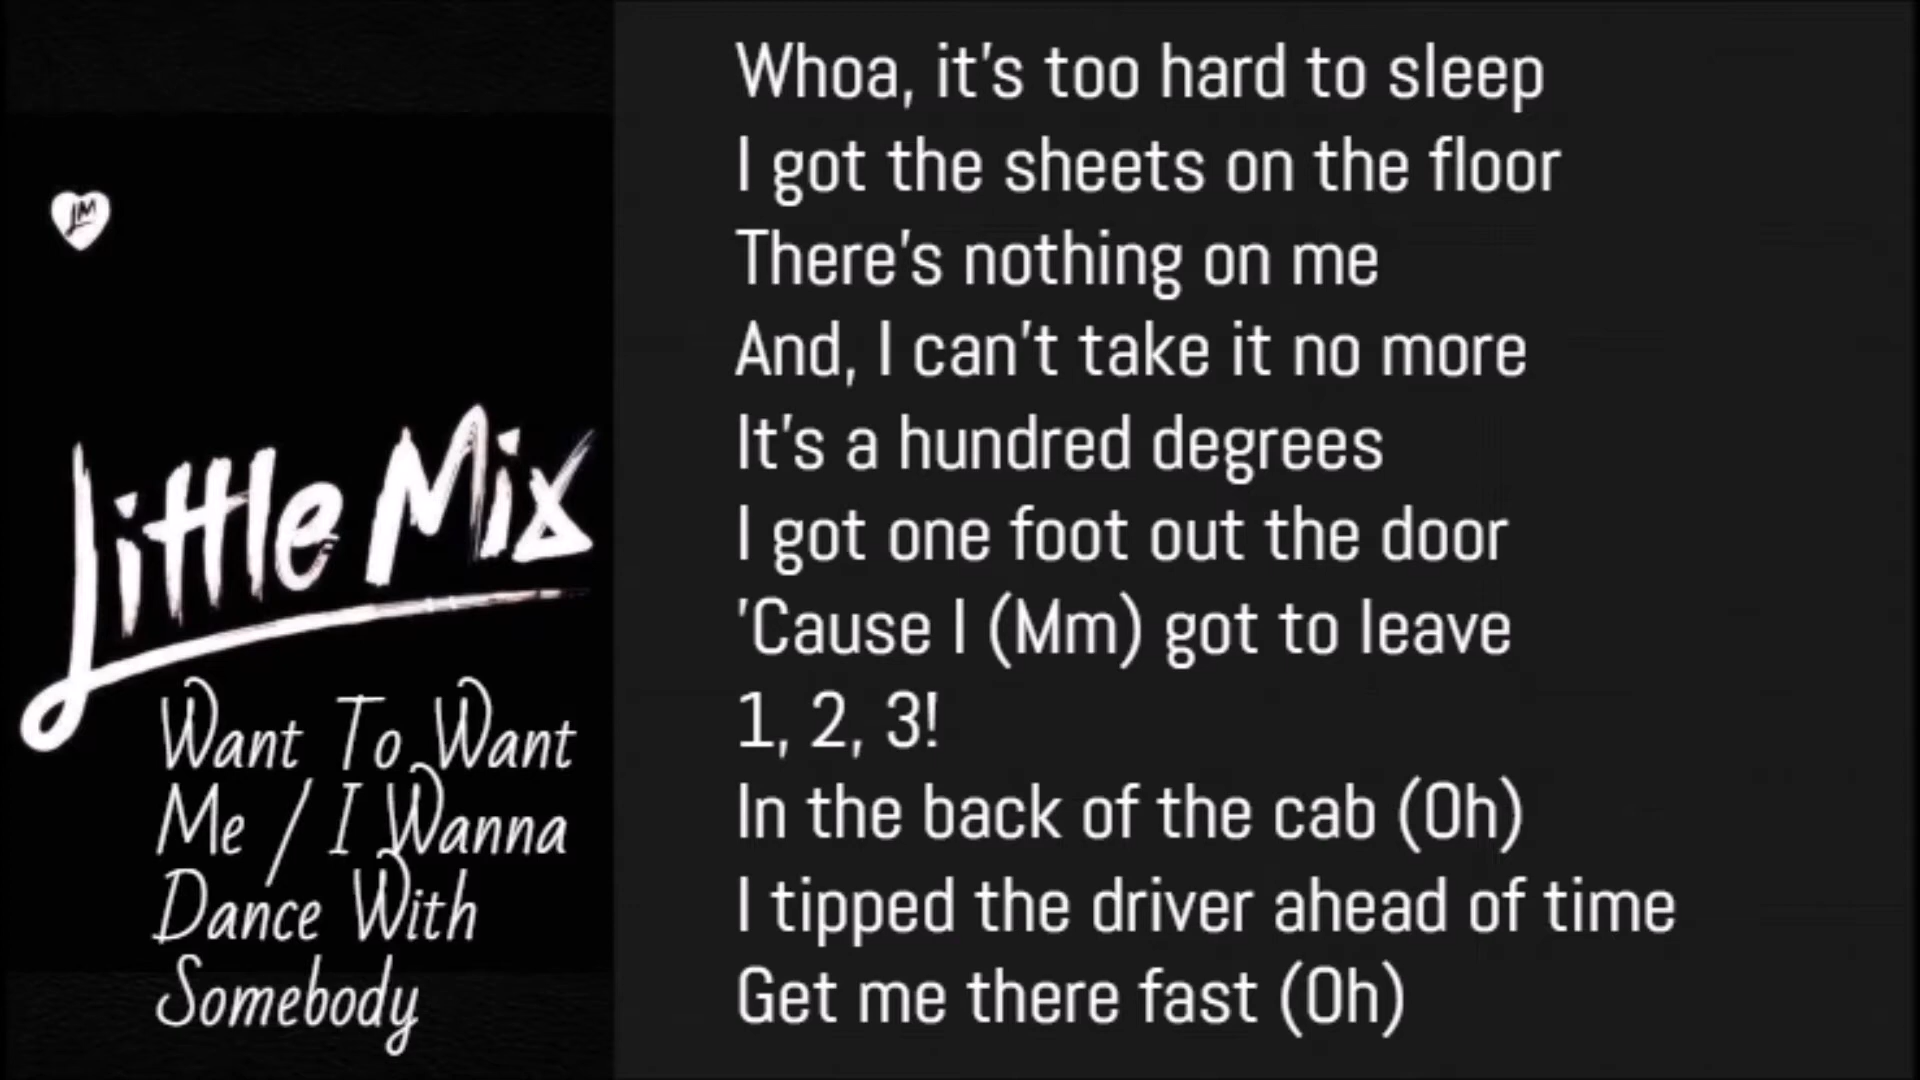 LM
Little Mix
Want To Want
Me / I Wanna
Dance With
Somebody
Whoa, it's too hard to sleep
I got the sheets on the floor
There's nothing on me
And, I can't take it no more
It's a hundred degrees
I got one foot out the door
'Cause I (Mm) got to leave
1, 2, 3!
In the back of the cab (Oh)
I tipped the driver ahead of time
Get me there fast (Oh)